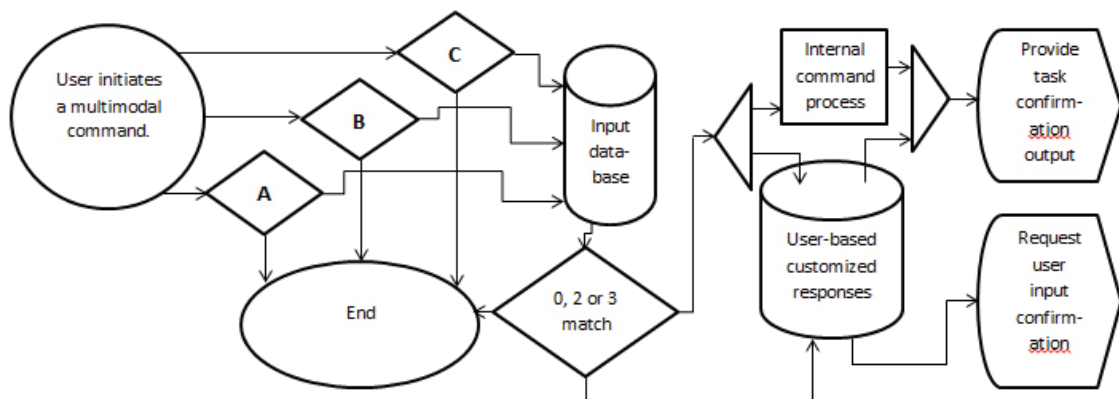 User initiates
a multimodal
command.
A
B
C
End
Input
data-
base
0, 2 or 3
match
Internal
command
process
User-based
customized
responses
Provide
task
confirm-
ation
output
Request
user
input
confirm-
ation